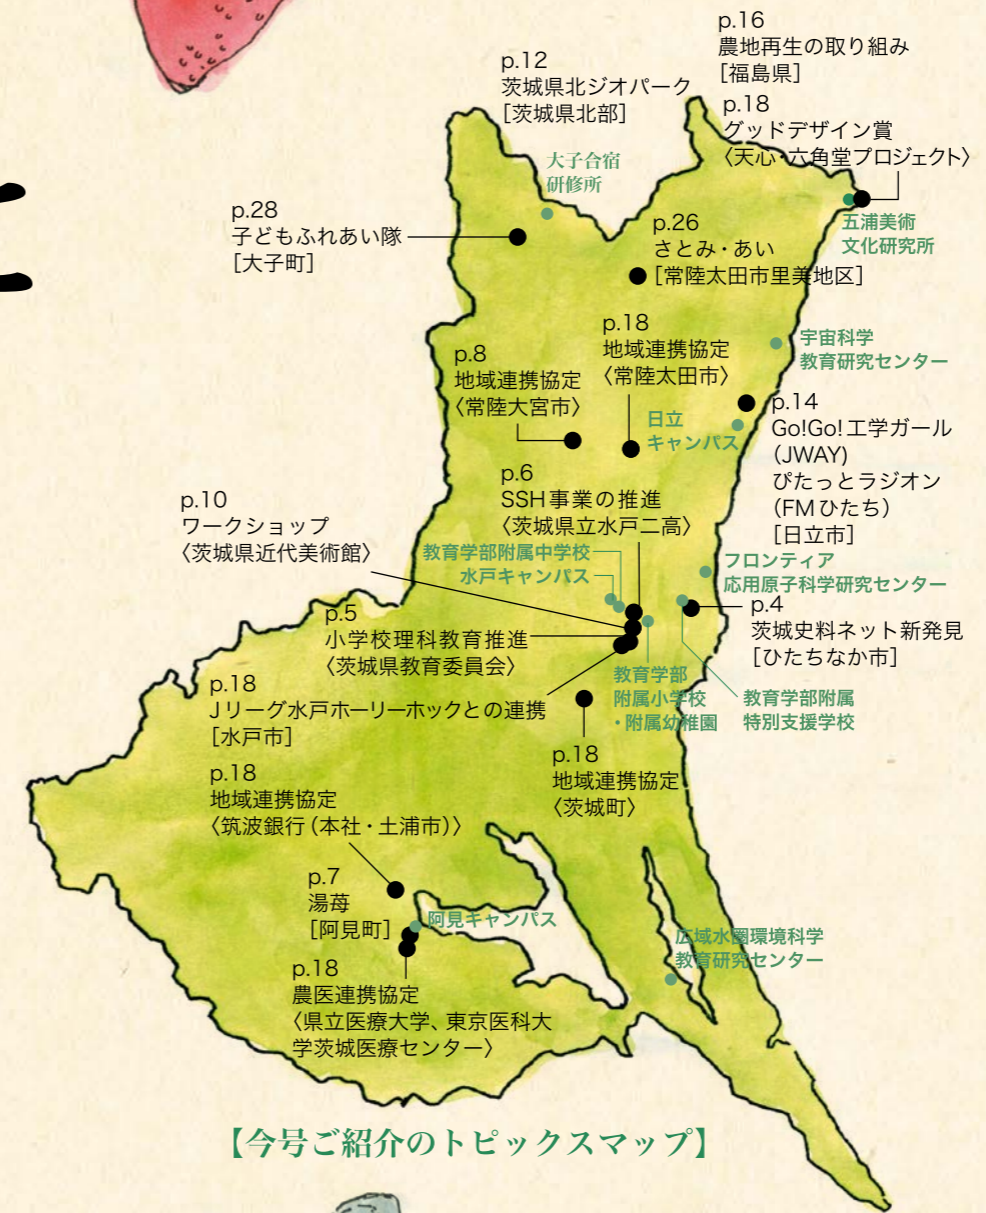 p.16
農地再生の取り組み
[福島県]
p.12
茨城県北ジオパーク
[茨城県北部]
p.18
グッドデザイン賞
〈天心・六角堂プロジェクト〉
大子合宿
研修所
p.28
子どもふれあい隊
[大子町]
五浦美術
文化研究所
p.26
さとみ・あい
[常陸太田市里美地区]
宇宙科学
教育研究センター
p.18
地域連携協定
〈常陸太田市〉
p.8
地域連携協定
〈常陸大宮市〉
日立
キャンパス
p.14
Go!Go!工学ガール
(JWAY)
ぴたっとラジオン
(FMひたち)
[日立市]
p.6
SSH事業の推進
〈茨城県立水戸二高〉
p.10
ワークショップ
〈茨城県近代美術館〉
教育学部附属中学校
水戸キャンパス
フロンティア
応用原子科学研究センター
p.4
茨城史料ネット新発見
[ひたちなか市]
p.5
小学校理科教育推進
〈茨城県教育委員会〉
教育学部
附属小学校
・附属幼稚園
教育学部附属
特別支援学校
p.18
Jリーグ水戸ホーリーホックとの連携
[水戸市]
p.18
地域連携協定
〈茨城町〉
p.18
地域連携協定
〈筑波銀行(本社・土浦市)〉
p.7
湯苺
[阿見町]
阿見キャンパス
広域水圏環境科学
教育研究センター
p.18
農医連携協定
〈県立医療大学、東京医科大
学茨城医療センター〉
【今号ご紹介のトピックスマップ】